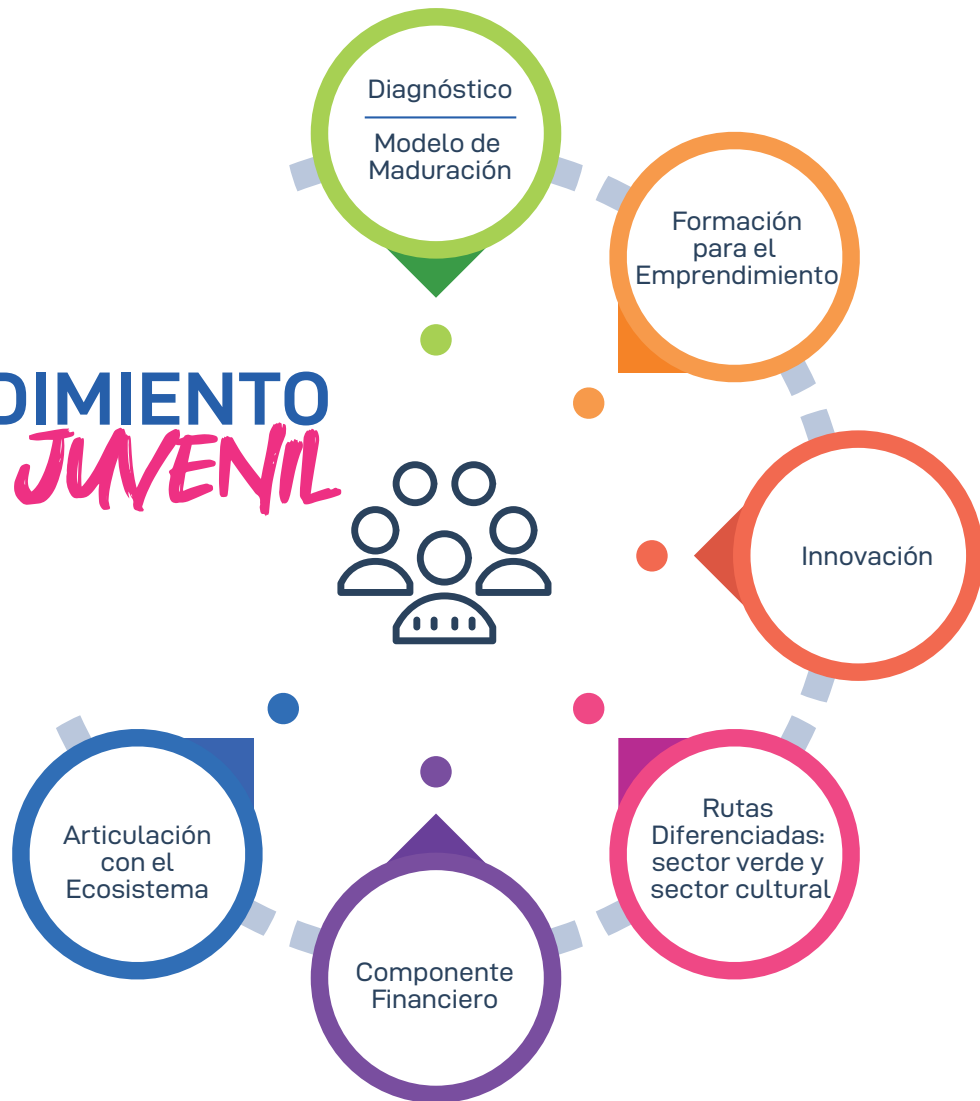 Diagnóstico
Modelo de
Maduración
Formación
para el
Emprendimiento
DIMIENTO
JUVENIL
Innovación
Rutas
Diferenciadas:
sector verde y
sector cultural
Articulación
con el
Ecosistema
Componente
Financiero